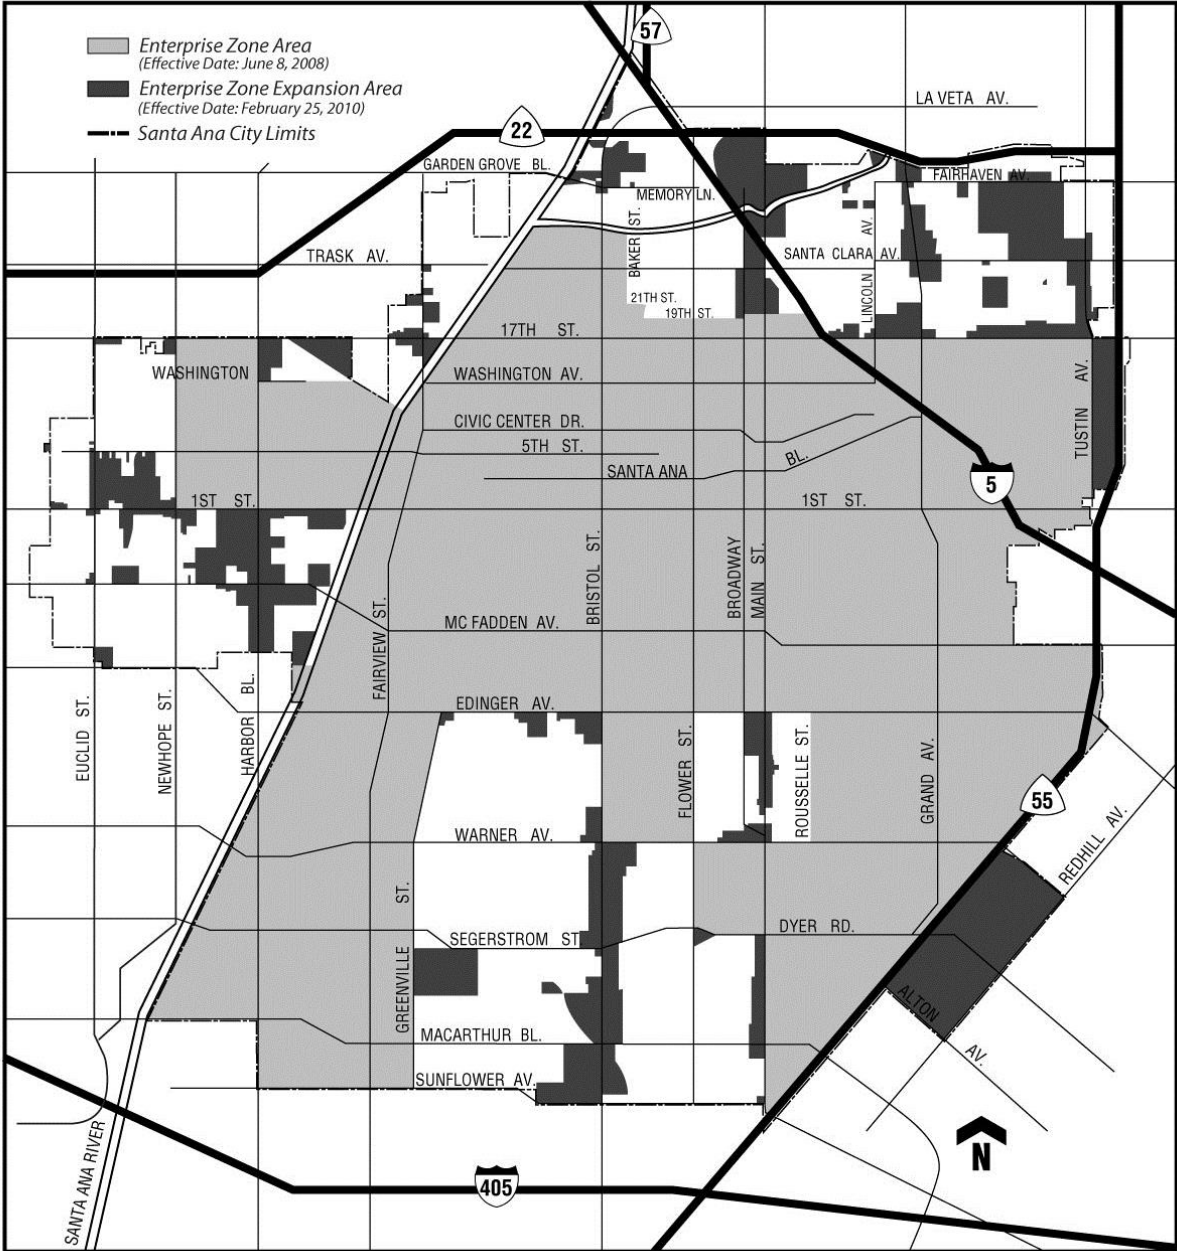 57
Enterprise Zone Area
(Effective Date: June 8, 2008)
Enterprise Zone Expansion Area
(Effective Date: February 25, 2010)
Santa Ana City Limits
LA VETA AV.
22
GARDEN GROVE BL.
FAIRHAVEN AV.
MEMORY LN.
BAKER ST.
TRASK AV.
SANTA CLARA AV.
LINCOLN AV.
21TH ST.
19TH ST.
17TH ST.
WASHINGTON
WASHINGTON AV.
TUSTIN AV.
CIVIC CENTER DR.
5TH ST.
SANTA ANA BL.
5
1ST ST.
1ST ST.
BRISTOL ST.
BROADWAY
MAIN ST.
MC FADDEN AV.
FAIRVIEW ST.
EDINGER AV.
EUCLID ST.
NEWHOPE ST.
HARBOR BL.
FLOWER ST.
ROUSSELLE ST.
GRAND AV.
55
WARNER AV.
REDHILL AV.
GREENVILLE ST.
SEGERSTROM ST.
DYER RD.
ALTON AV.
MACARTHUR BL.
SUNFLOWER AV.
SANTA ANA RIVER
405
N